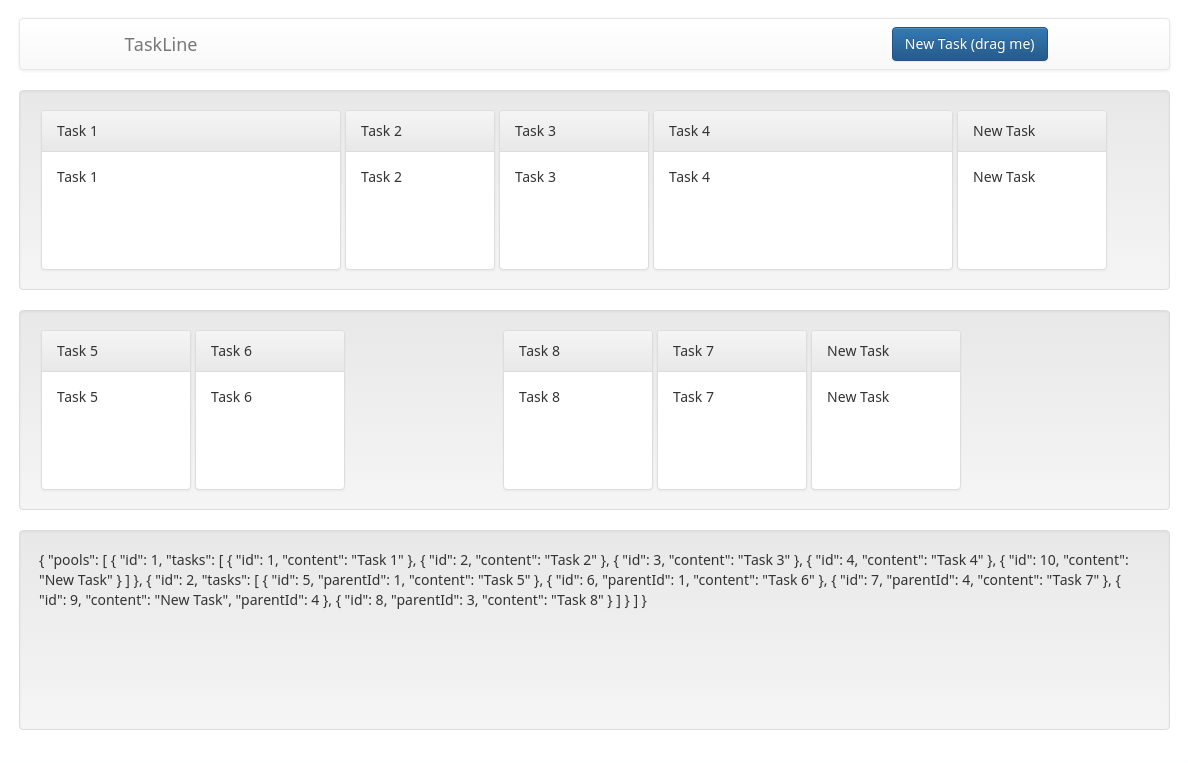 TaskLine New Task (drag me)
Task 1 Task 2 Task 3 Task 4 New Task
Task 1 Task 2 Task 3 Task 4 New Task
Task 5 Task 6 Task 8 Task 7 New Task
Task 5 Task 6 Task 8 Task 7 New Task
{ "pools": [ { "id": 1, "tasks": [ { "id": 1, "content": "Task 1" }, { "id": 2, "content": "Task 2" }, { "id": 3, "content": "Task 3" }, { "id": 4, "content": "Task 4" }, { "id": 10, "content":
"New Task" } ] }, { "id": 2, "tasks": [ { "id": 5, "parentId": 1, "content": "Task 5" }, { "id": 6, "parentId": 1, "content": "Task 6" }, { "id": 7, "parentId": 4, "content": "Task 7" }, {
"id": 9, "content": "New Task", "parentId": 4 }, { "id": 8, "parentId": 3, "content": "Task 8" } ] } ] }